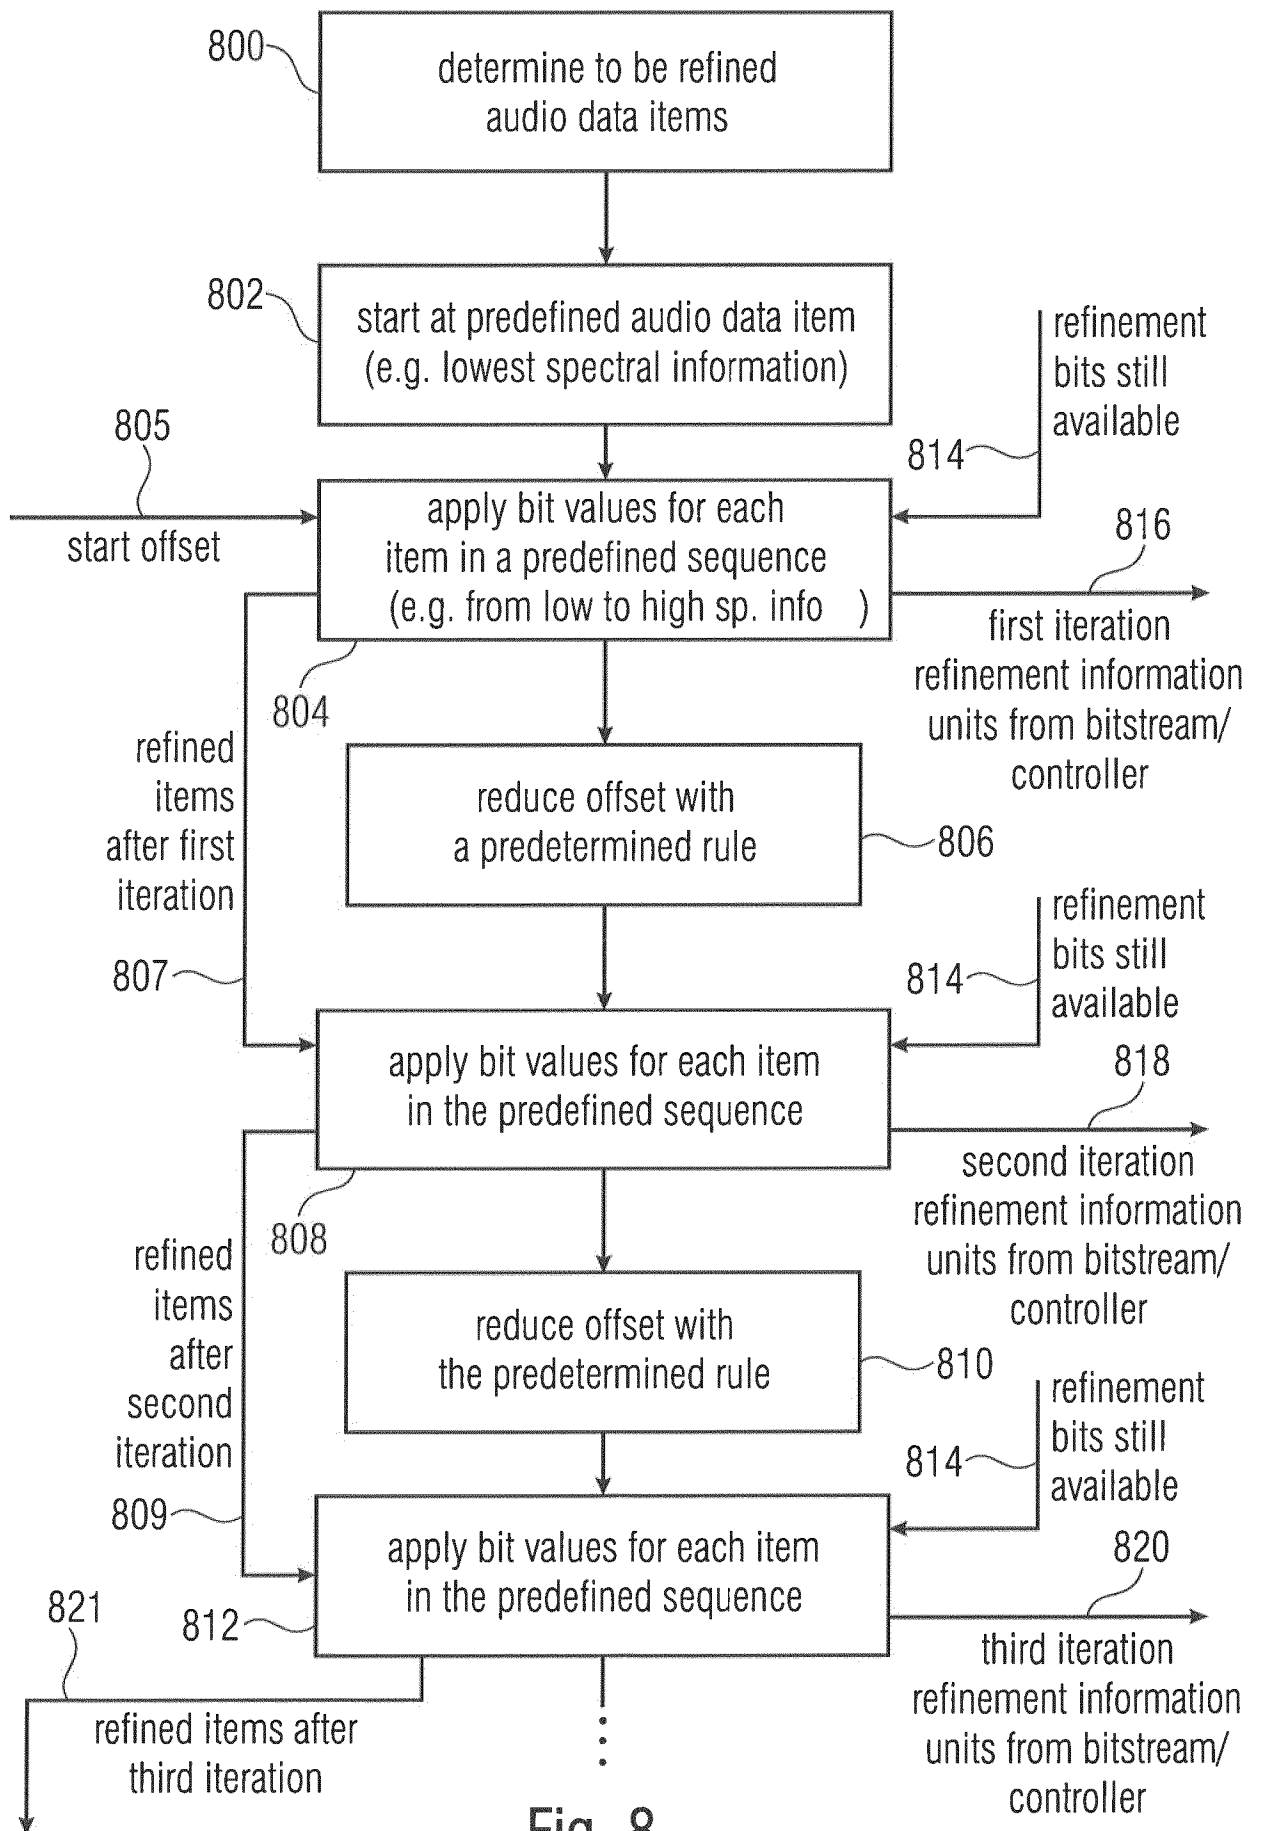 800
determine to be refined
audio data items
802
start at predefined audio data item
(e.g. lowest spectral information)
refinement
bits still
available
814
805
start offset
apply bit values for each
item in a predefined sequence
(e.g. from low to high sp. info )
804
816
first iteration
refinement information
units from bitstream/
controller
refined
items
after first
iteration
807
reduce offset with
a predetermined rule
806
refinement
bits still
available
814
apply bit values for each item
in the predefined sequence
808
818
second iteration
refinement information
units from bitstream/
controller
refined
items
after
second
iteration
809
reduce offset with
the predetermined rule
810
refinement
bits still
available
814
apply bit values for each item
in the predefined sequence
812
820
third iteration
refinement information
units from bitstream/
controller
821
refined items after
third iteration
Fig. 8